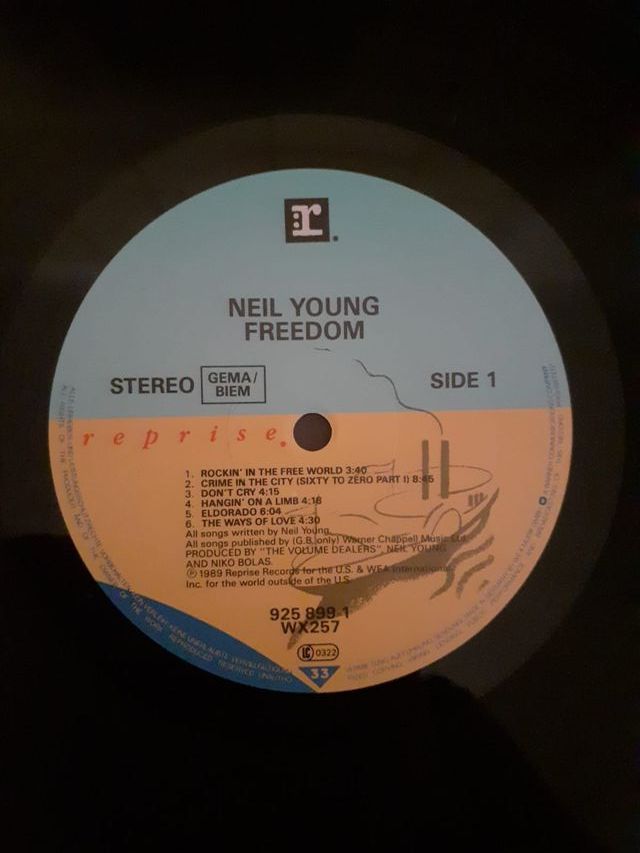 r
NEIL YOUNG
FREEDOM
STEREO GEMA/ BIEM SIDE 1
reprise.
1. ROCKIN' IN THE FREE WORLD 3:40
2. CRIME IN THE CITY (SIXTY TO ZERO PART I) 8:45
3. DON'T CRY 4:15
4. HANGIN' ON A LIMB 4:18
5. ELDORADO 6:04
6. THE WAYS OF LOVE 4:30
All songs written by Neil Young.
All songs published by (G.B. only) Warner Chappell Music Ltd.
PRODUCED BY "THE VOLUME DEALERS" NEIL YOUNG
AND NIKO BOLAS.
Ⓟ 1989 Reprise Records for the U.S. & WEA International
Inc. for the world outside of the U.S.
925 899-1
WX257
LC 0322
33